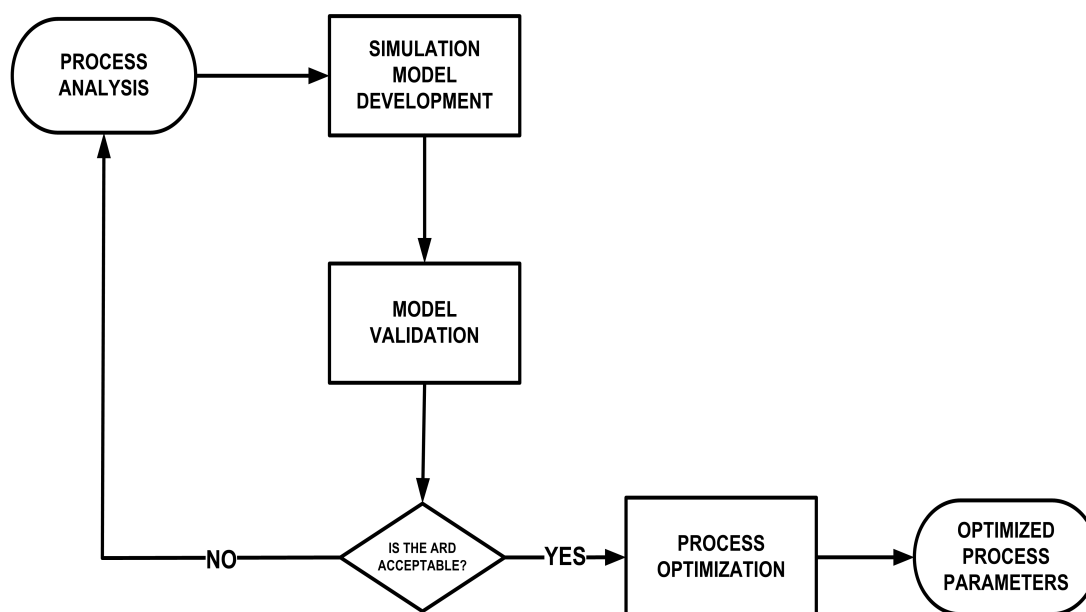 PROCESS
ANALYSIS
SIMULATION
MODEL
DEVELOPMENT
MODEL
VALIDATION
IS THE ARD
ACCEPTABLE?
NO
YES
PROCESS
OPTIMIZATION
OPTIMIZED
PROCESS
PARAMETERS